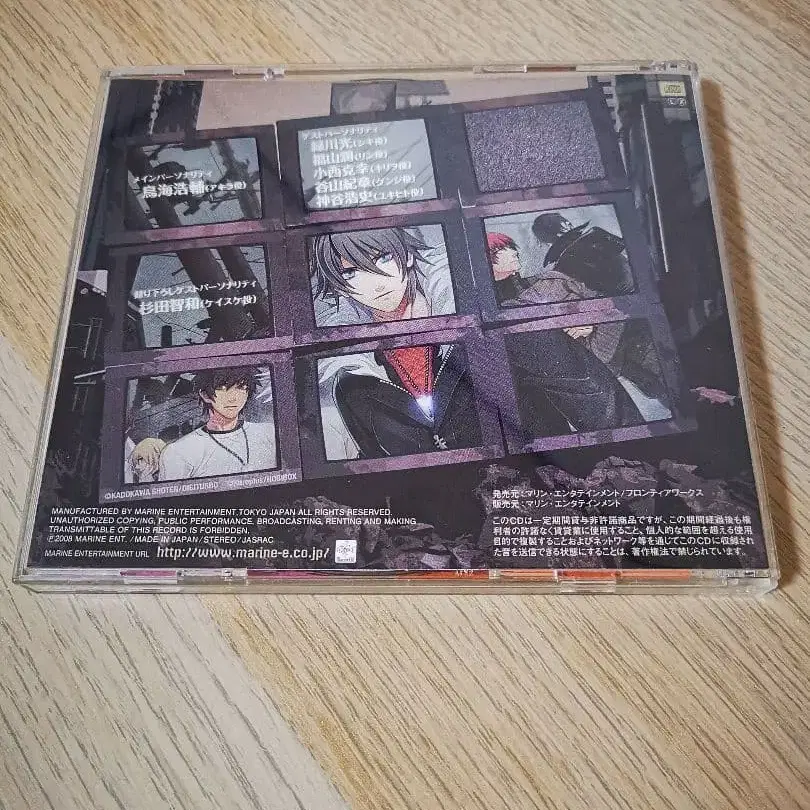 メインパーソナリティ
鳥海浩輔(アキラ役)
ゲストパーソナリティ
緑川光(シキ役)
福山潤(リン役)
小西克幸(キリヲ役)
谷山紀章(グンジ役)
神谷浩史(ユキヒト役)
録り下ろしゲストパーソナリティ
杉田智和(ケイスケ役)
©KADOKAWA SHOTEN/DIGITURBO
MANUFACTURED BY MARINE ENTERTAINMENT,TOKYO JAPAN ALL RIGHTS RESERVED.
UNAUTHORIZED COPYING, PUBLIC PERFORMANCE, BROADCASTING, RENTING AND MAKING
TRANSMITTABLE OF THIS RECORD IS FORBIDDEN.
℗2008 MARINE ENT. /MADE IN JAPAN/STEREO/JASRAC
MARINE ENTERTAINMENT URL http://www.marine-e.co.jp/
発売元:マリン・エンタテインメント/フロンティアワークス
販売元:マリン・エンタテインメント
このCDは一定期間貸与非許諾商品ですが、この期間経過後も権
利者の許諾なく賃貸業に使用すること、個人的な範囲を超える使用
目的で複製することおよびネットワーク等を通じてこのCDに収録され
た音を送信できる状態にすることは、著作権法で禁じられています。